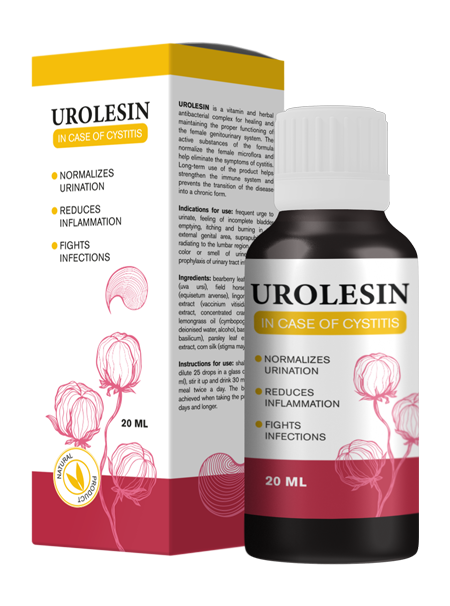 UROLESIN
IN CASE OF CYSTITIS
NORMALIZES
URINATION
REDUCES
INFLAMMATION
FIGHTS
INFECTIONS
20 ML
NATURAL
PRODUCT
UROLESIN is a vitamin and herbal
antibacterial complex for healing and
maintaining the proper functioning of
the female genitourinary system. The
active substances of the formula
normalize the female microflora and
help eliminate the symptoms of cystitis.
Long-term use of the product helps
strengthen the immune system and
prevents the transition of the disease
into a chronic form.
Indications for use: frequent urge to
urinate, feeling of incomplete bladder
emptying, itching and burning in
external genital area,
radiating to the lumbar region
color or smell of urine
prophylaxis of urinary tract
Ingredients: bearberry leaf
(uva ursi), field
(equisetum arvense),
extract (vaccinium
extract, concentrated
lemongrass oil
deionised water, alcohol,
basilicum), parsley leaf
extract, corn silk (stigma
Instructions for use:
dilute 25 drops in a glass
ml), stir it up and drink 30
meal twice a day. The
achieved when taking the
days and longer.
UROLESIN
IN CASE OF CYSTITIS
NORMALIZES
URINATION
REDUCES
INFLAMMATION
FIGHTS
INFECTIONS
20 ML